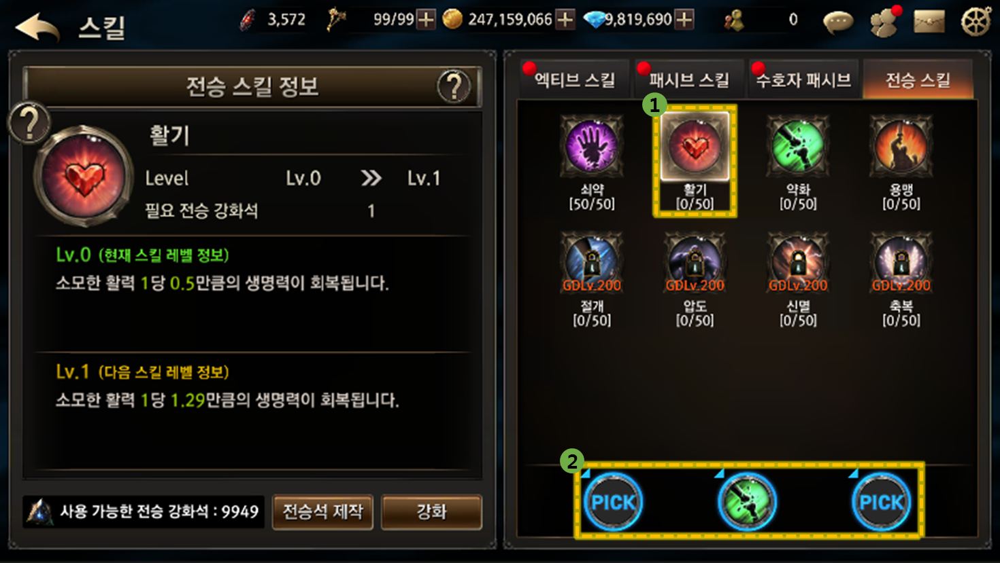 스킬
3,572
99/99
247,159,066
9,819,690
0
전승 스킬 정보
?
?
활기
Level Lv.0 Lv.1
필요 전승 강화석 1
Lv.0 (현재 스킬 레벨 정보)
소모한 활력 1당 0.5만큼의 생명력이 회복됩니다.
Lv.1 (다음 스킬 레벨 정보)
소모한 활력 1당 1.29만큼의 생명력이 회복됩니다.
사용 가능한 전승 강화석 : 9949
전승석 제작
강화
엑티브 스킬
패시브 스킬
수호자 패시브
전승 스킬
1
쇠약
[50/50]
활기
[0/50]
약화
[0/50]
용맹
[0/50]
GDLv.200
절개
[0/50]
GDLv.200
압도
[0/50]
GDLv.200
신멸
[0/50]
GDLv.200
축복
[0/50]
2
PICK
PICK